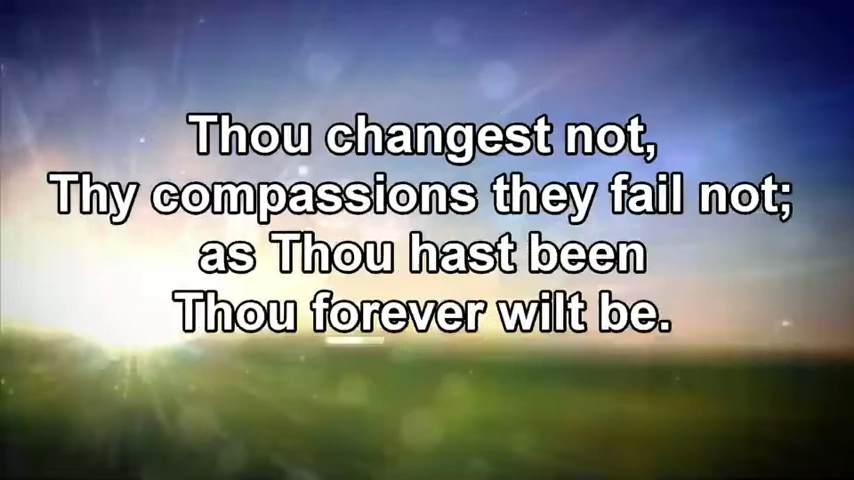 Thou changest not,
Thy compassions they fail not;
as Thou hast been
Thou forever wilt be.